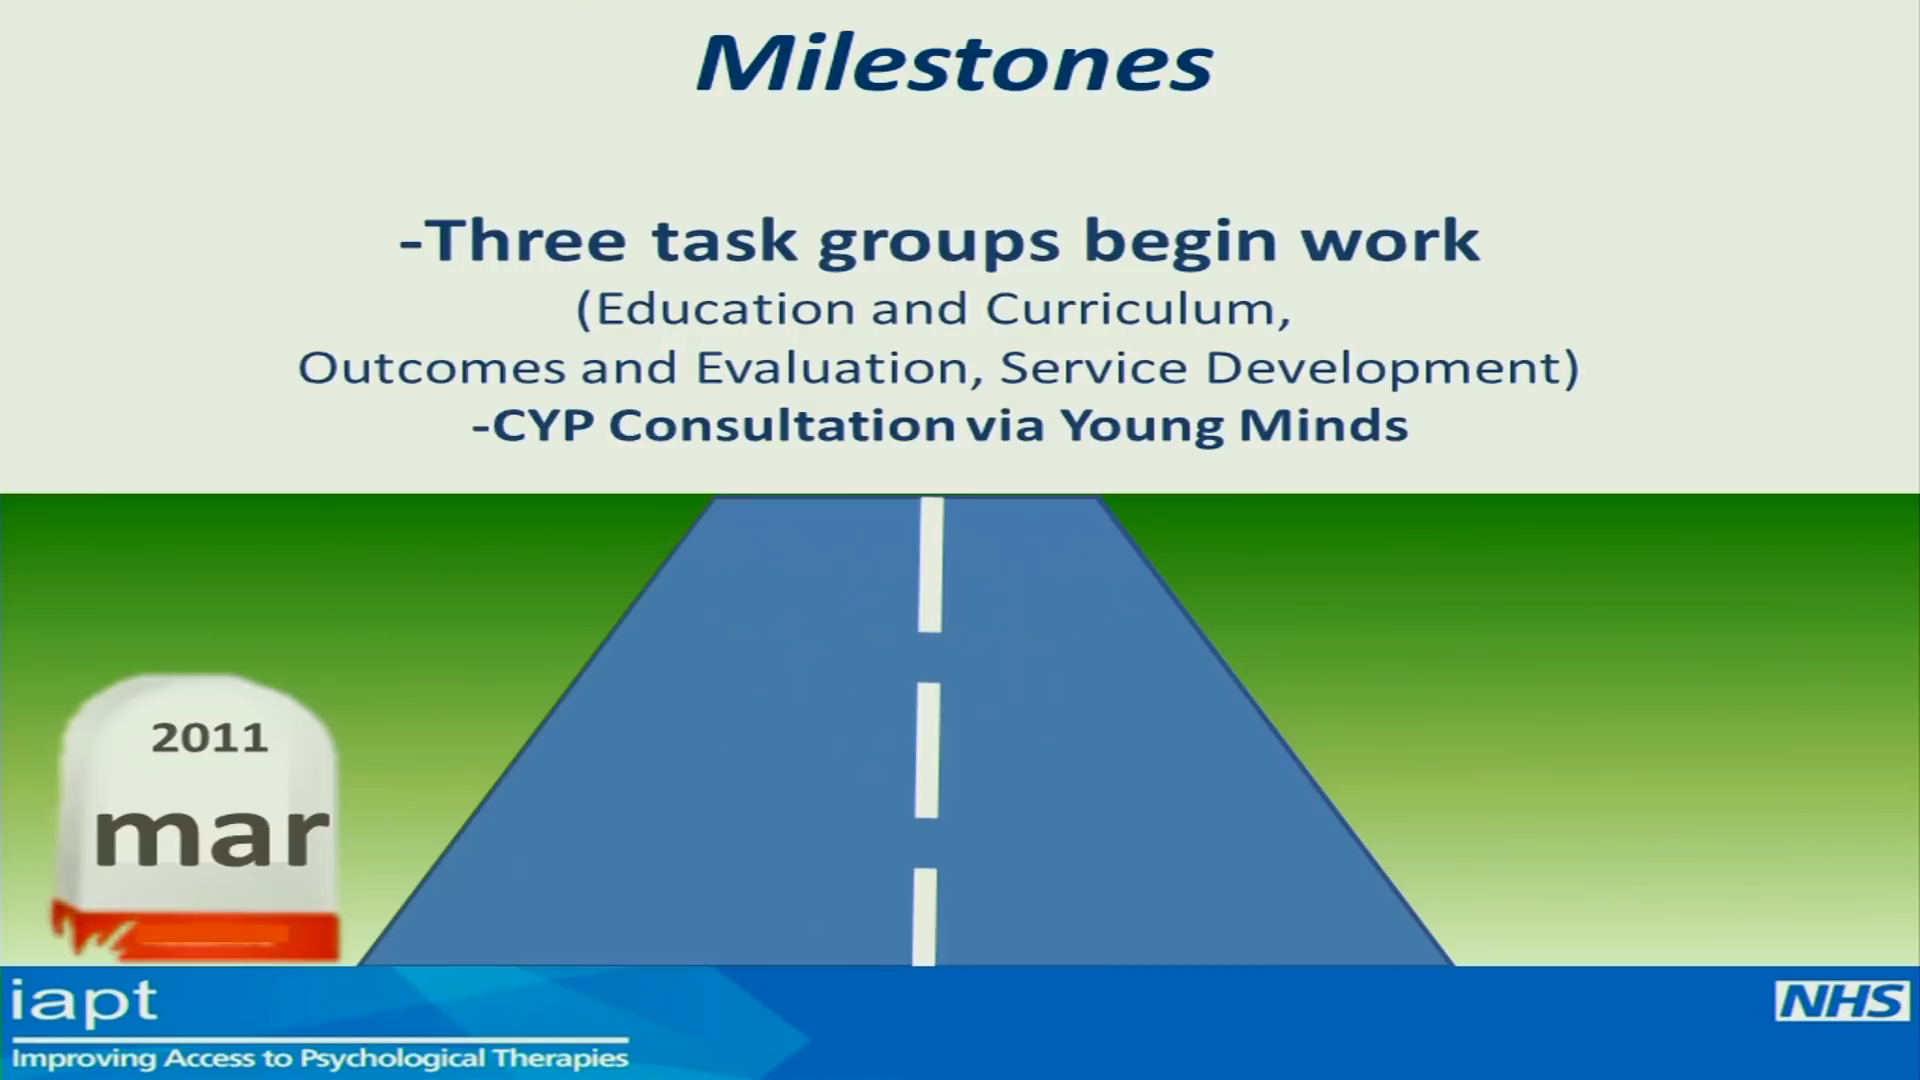 Milestones
-Three task groups begin work
(Education and Curriculum,
Outcomes and Evaluation, Service Development)
-CYP Consultation via Young Minds
2011
mar
iapt
Improving Access to Psychological Therapies
NHS